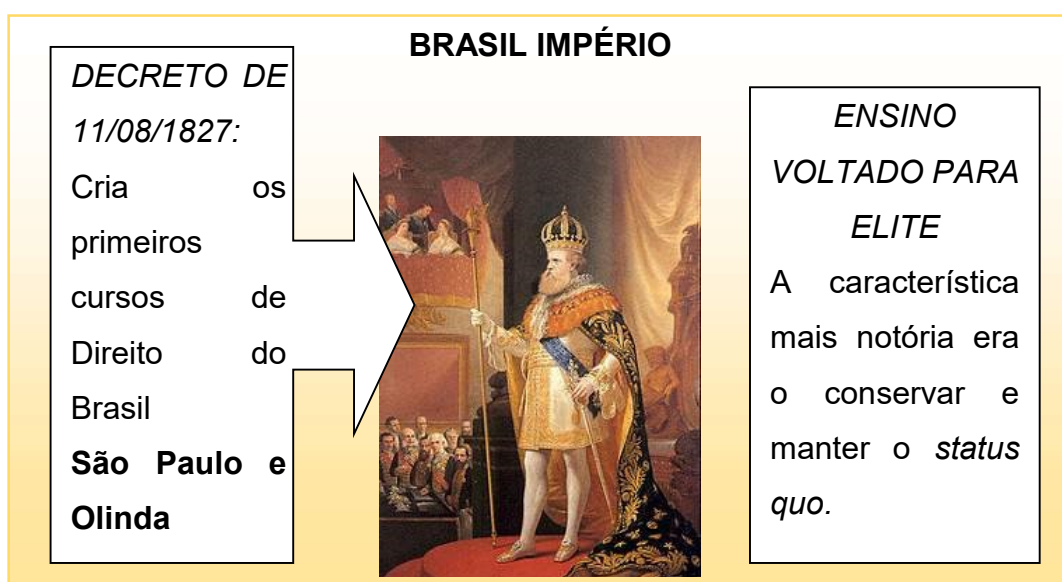 BRASIL IMPÉRIO
DECRETO DE
11/08/1827:
Cria os
primeiros
cursos de
Direito do
Brasil
São Paulo e
Olinda
ENSINO
VOLTADO PARA
ELITE
A característica
mais notória era
o conservar e
manter o status
quo.